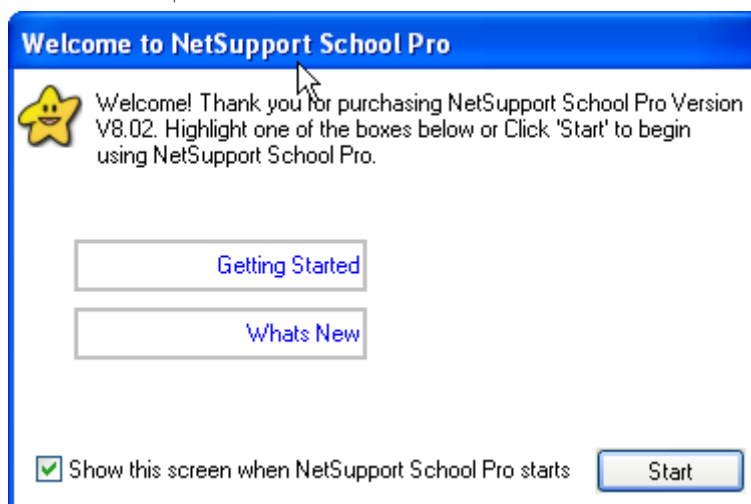 Welcome to NetSupport School Pro
Welcome! Thank you for purchasing NetSupport School Pro Version
V8.02. Highlight one of the boxes below or Click 'Start' to begin
using NetSupport School Pro.
Getting Started
Whats New
Show this screen when NetSupport School Pro starts
Start